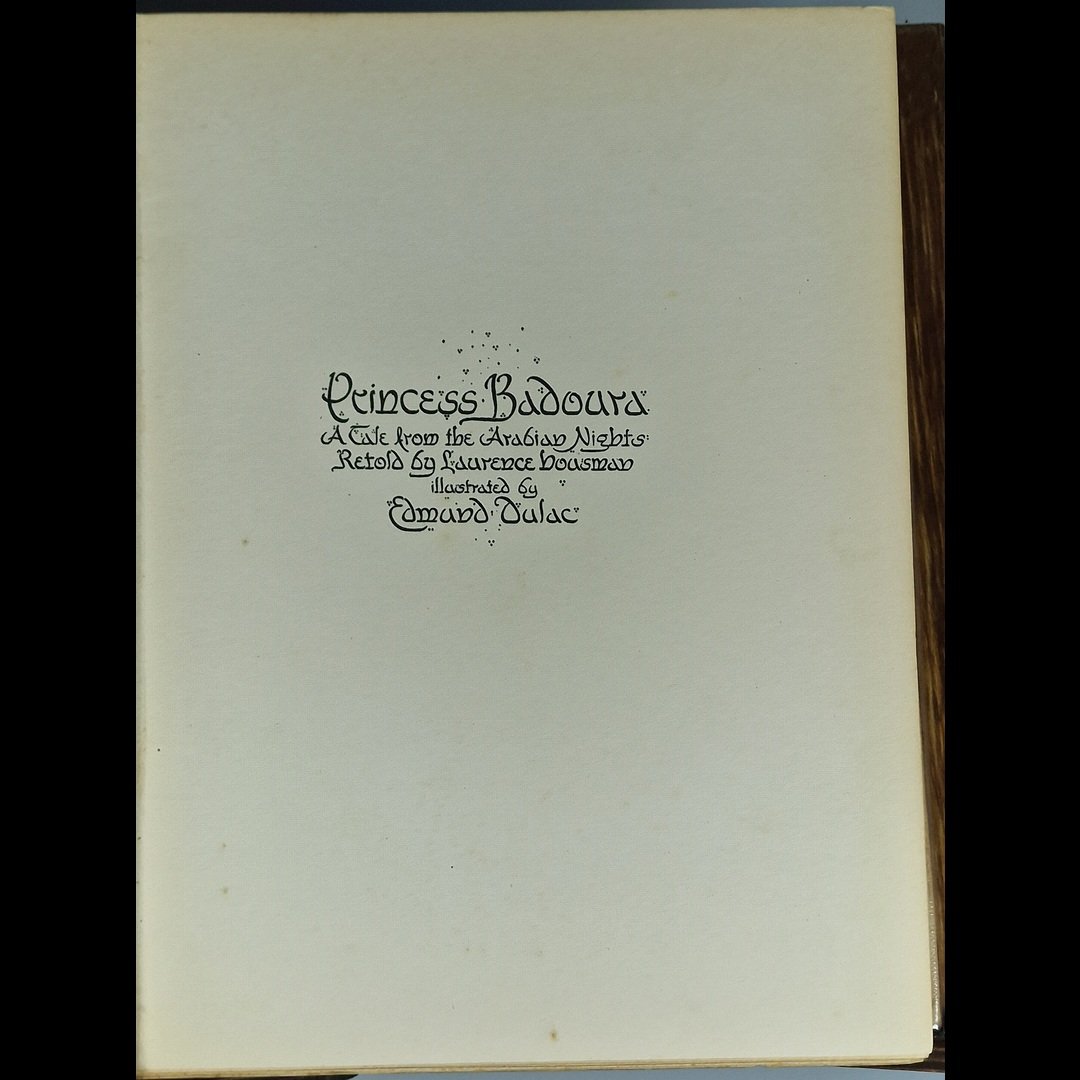 Princess Badoura
A Tale from the Arabian Nights
Retold by Laurence Housman
illustrated by
Edmund Dulac